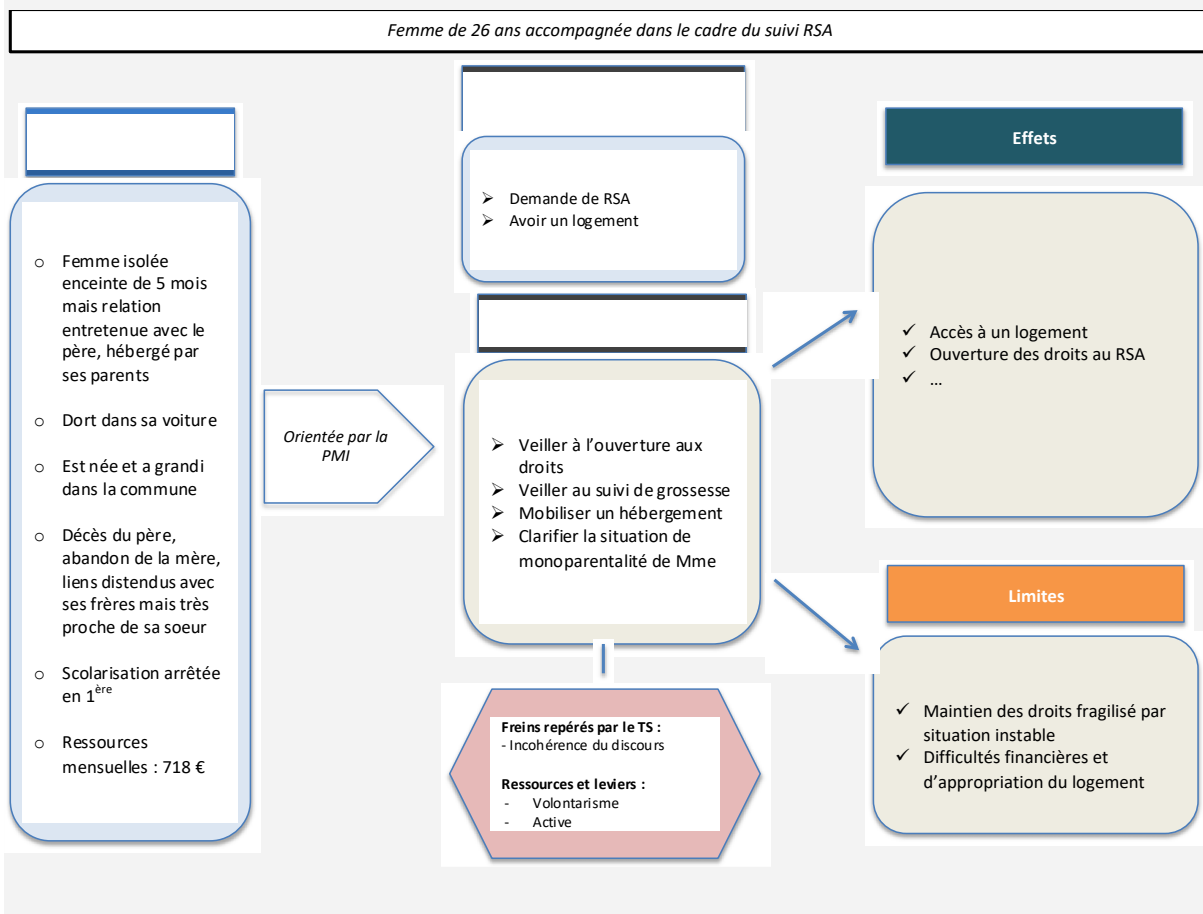 Femme de 26 ans accompagnée dans le cadre du suivi RSA
o Femme isolée
enceinte de 5 mois
mais relation
entretenue avec le
père, hébergé par
ses parents
o Dort dans sa voiture
o Est née et a grandi
dans la commune
o Décès du père,
abandon de la mère,
liens distendus avec
ses frères mais très
proche de sa soeur
o Scolarisation arrêtée
en 1ère
o Ressources
mensuelles : 718 €
Orientée par la
PMI
➢ Demande de RSA
➢ Avoir un logement
➢ Veiller à l’ouverture aux
droits
➢ Veiller au suivi de grossesse
➢ Mobiliser un hébergement
➢ Clarifier la situation de
monoparentalité de Mme
Freins repérés par le TS :
- Incohérence du discours
Ressources et leviers :
- Volontarisme
- Active
Effets
✓ Accès à un logement
✓ Ouverture des droits au RSA
✓ …
Limites
✓ Maintien des droits fragilisé par
situation instable
✓ Difficultés financières et
d’appropriation du logement